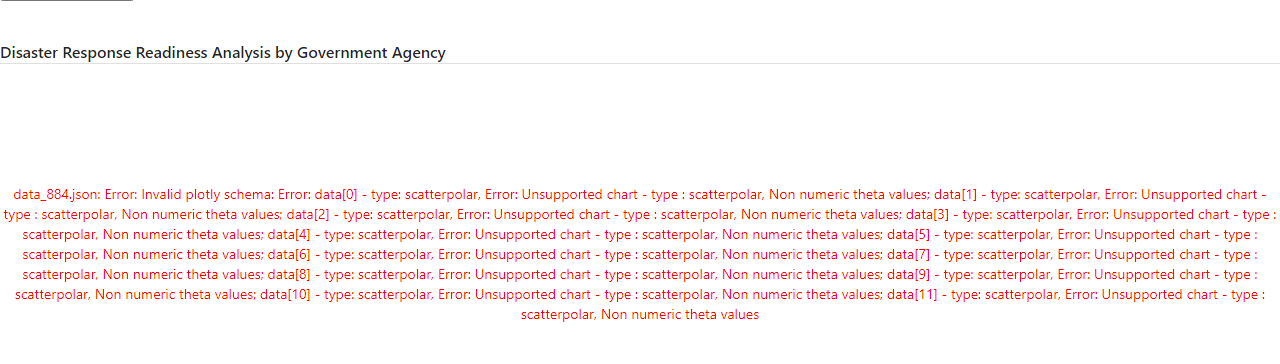 Disaster Response Readiness Analysis by Government Agency
data_884.json: Error: Invalid plotly schema: Error: data[0] - type: scatterpolar, Error: Unsupported chart - type : scatterpolar, Non numeric theta values; data[1] - type: scatterpolar, Error: Unsupported chart -
type : scatterpolar, Non numeric theta values; data[2] - type: scatterpolar, Error: Unsupported chart - type : scatterpolar, Non numeric theta values; data[3] - type: scatterpolar, Error: Unsupported chart - type :
scatterpolar, Non numeric theta values; data[4] - type: scatterpolar, Error: Unsupported chart - type : scatterpolar, Non numeric theta values; data[5] - type: scatterpolar, Error: Unsupported chart - type :
scatterpolar, Non numeric theta values; data[6] - type: scatterpolar, Error: Unsupported chart - type : scatterpolar, Non numeric theta values; data[7] - type: scatterpolar, Error: Unsupported chart - type :
scatterpolar, Non numeric theta values; data[8] - type: scatterpolar, Error: Unsupported chart - type : scatterpolar, Non numeric theta values; data[9] - type: scatterpolar, Error: Unsupported chart - type :
scatterpolar, Non numeric theta values; data[10] - type: scatterpolar, Error: Unsupported chart - type : scatterpolar, Non numeric theta values; data[11] - type: scatterpolar, Error: Unsupported chart - type :
scatterpolar, Non numeric theta values